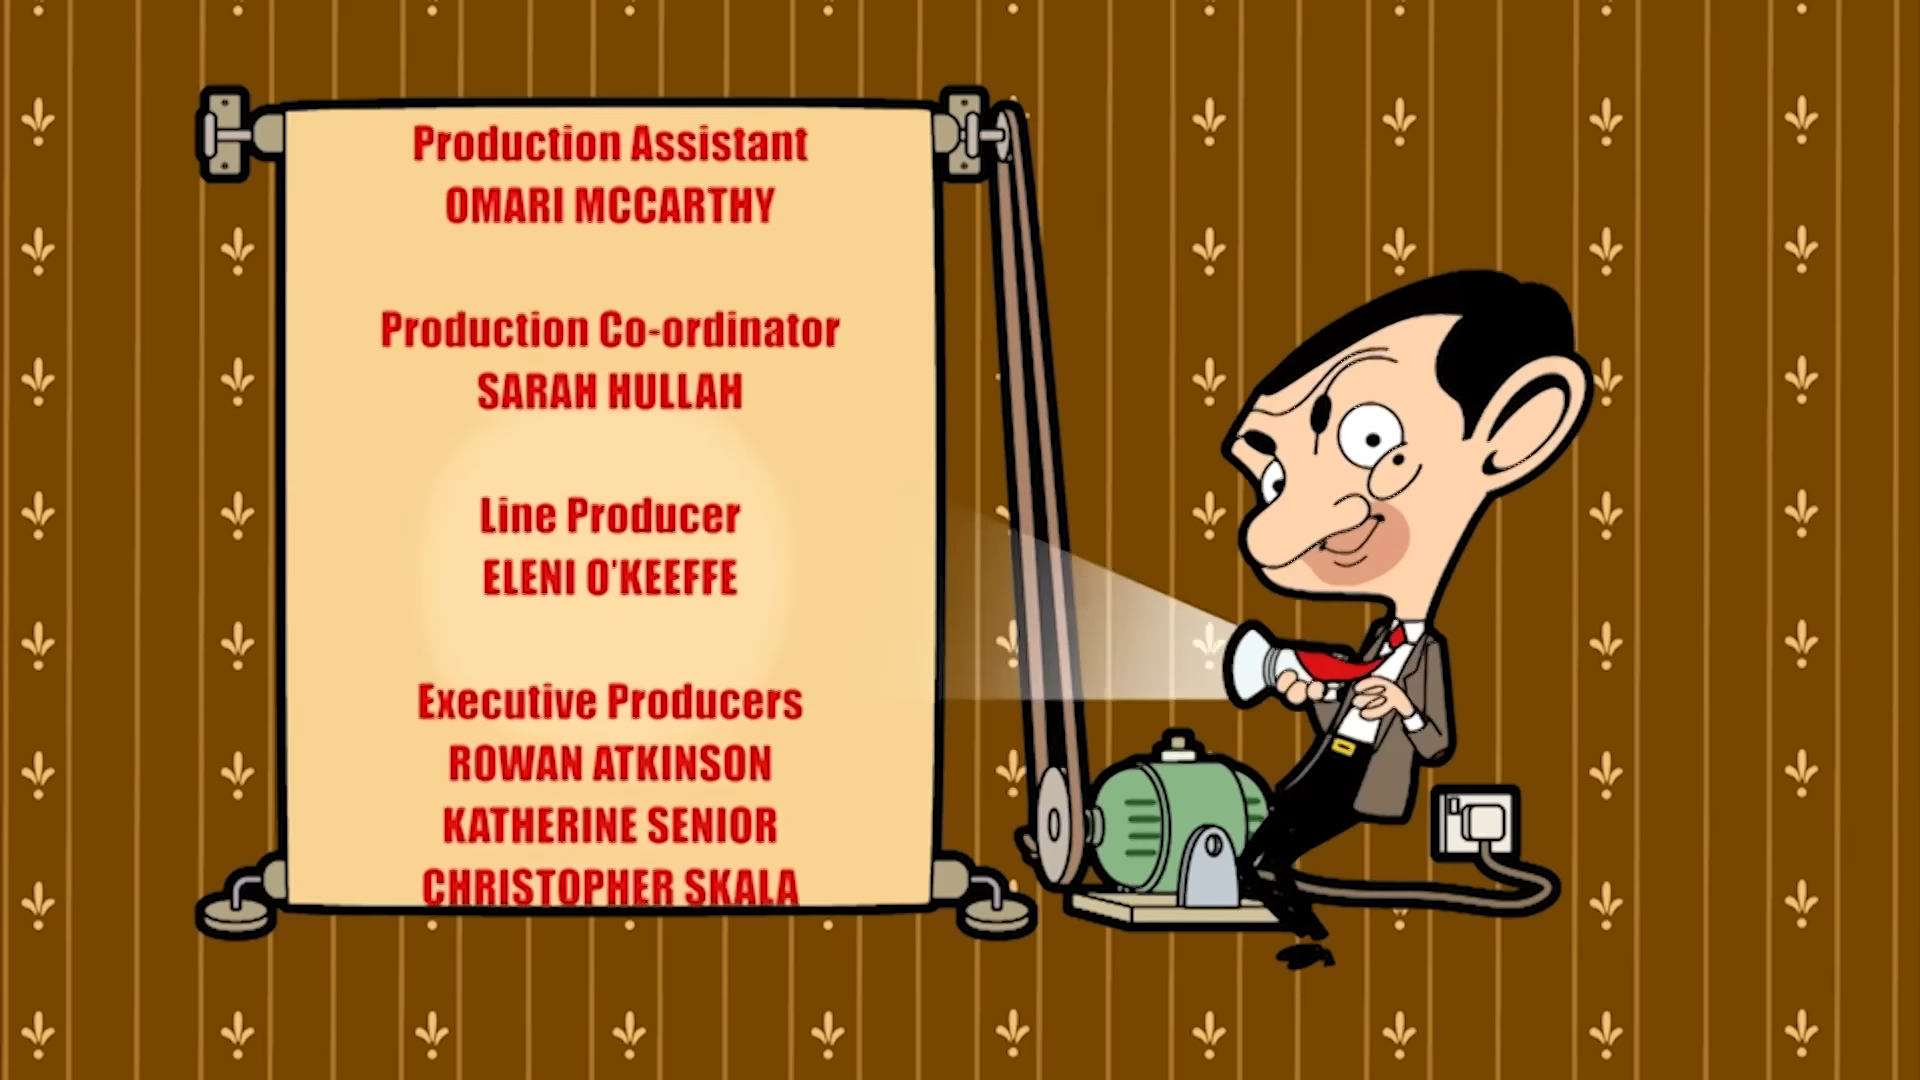 Production Assistant
OMARI MCCARTHY
Production Co-ordinator
SARAH HULLAH
Line Producer
ELENI O'KEEFFE
Executive Producers
ROWAN ATKINSON
KATHERINE SENIOR
CHRISTOPHER SKALA